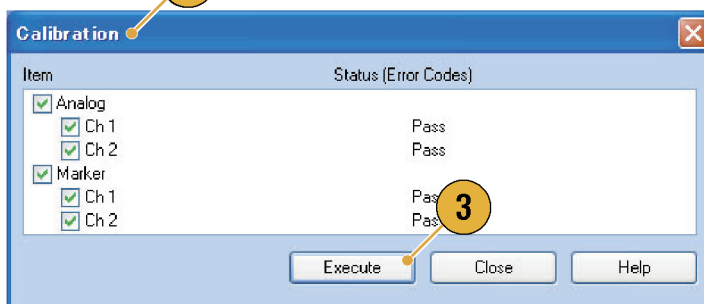 Calibration
Item Status (Error Codes)
Analog
Ch 1 Pass
Ch 2 Pass
Marker
Ch 1
Ch 2
3
Execute Close Help